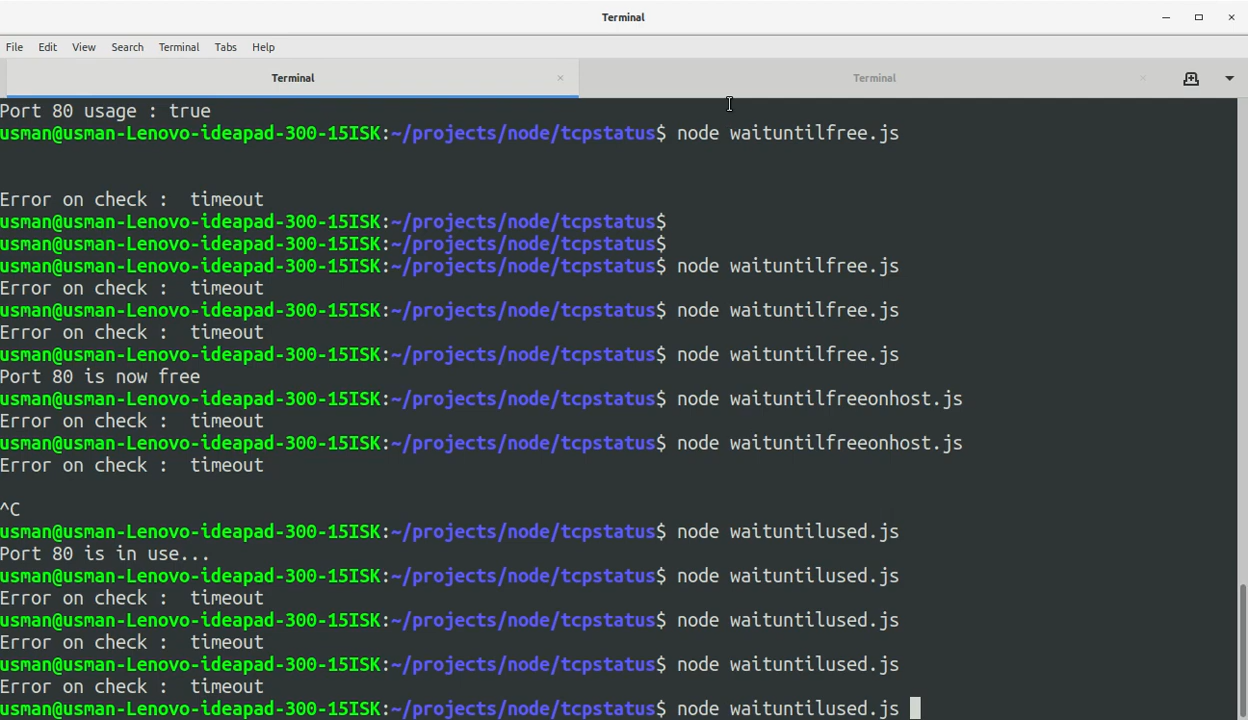 Terminal
File Edit View Search Terminal Tabs Help
Terminal Terminal
Port 80 usage : true
usman@usman-Lenovo-ideapad-300-15ISK:~/projects/node/tcpstatus$ node waituntilfree.js
Error on check :  timeout
usman@usman-Lenovo-ideapad-300-15ISK:~/projects/node/tcpstatus$
usman@usman-Lenovo-ideapad-300-15ISK:~/projects/node/tcpstatus$
usman@usman-Lenovo-ideapad-300-15ISK:~/projects/node/tcpstatus$ node waituntilfree.js
Error on check :  timeout
usman@usman-Lenovo-ideapad-300-15ISK:~/projects/node/tcpstatus$ node waituntilfree.js
Error on check :  timeout
usman@usman-Lenovo-ideapad-300-15ISK:~/projects/node/tcpstatus$ node waituntilfree.js
Port 80 is now free
usman@usman-Lenovo-ideapad-300-15ISK:~/projects/node/tcpstatus$ node waituntilfreeonhost.js
Error on check :  timeout
usman@usman-Lenovo-ideapad-300-15ISK:~/projects/node/tcpstatus$ node waituntilfreeonhost.js
Error on check :  timeout
^C
usman@usman-Lenovo-ideapad-300-15ISK:~/projects/node/tcpstatus$ node waituntilused.js
Port 80 is in use...
usman@usman-Lenovo-ideapad-300-15ISK:~/projects/node/tcpstatus$ node waituntilused.js
Error on check :  timeout
usman@usman-Lenovo-ideapad-300-15ISK:~/projects/node/tcpstatus$ node waituntilused.js
Error on check :  timeout
usman@usman-Lenovo-ideapad-300-15ISK:~/projects/node/tcpstatus$ node waituntilused.js
Error on check :  timeout
usman@usman-Lenovo-ideapad-300-15ISK:~/projects/node/tcpstatus$ node waituntilused.js